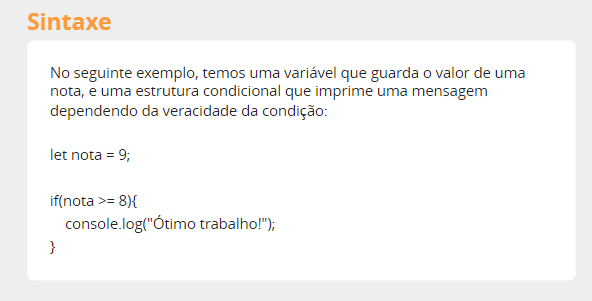 Sintaxe
No seguinte exemplo, temos uma variável que guarda o valor de uma
nota, e uma estrutura condicional que imprime uma mensagem
dependendo da veracidade da condição:
let nota = 9;
if(nota >= 8){
console.log("Ótimo trabalho!");
}